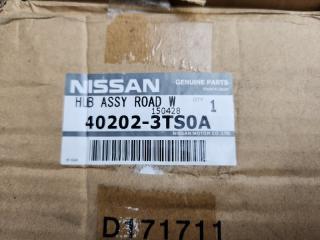 NISSAN
GENUINE PARTS
HUB ASSY ROAD W
QTY
1
150428
40202-3TS0A
NISSAN MOTOR CO.,LTD.
D171711